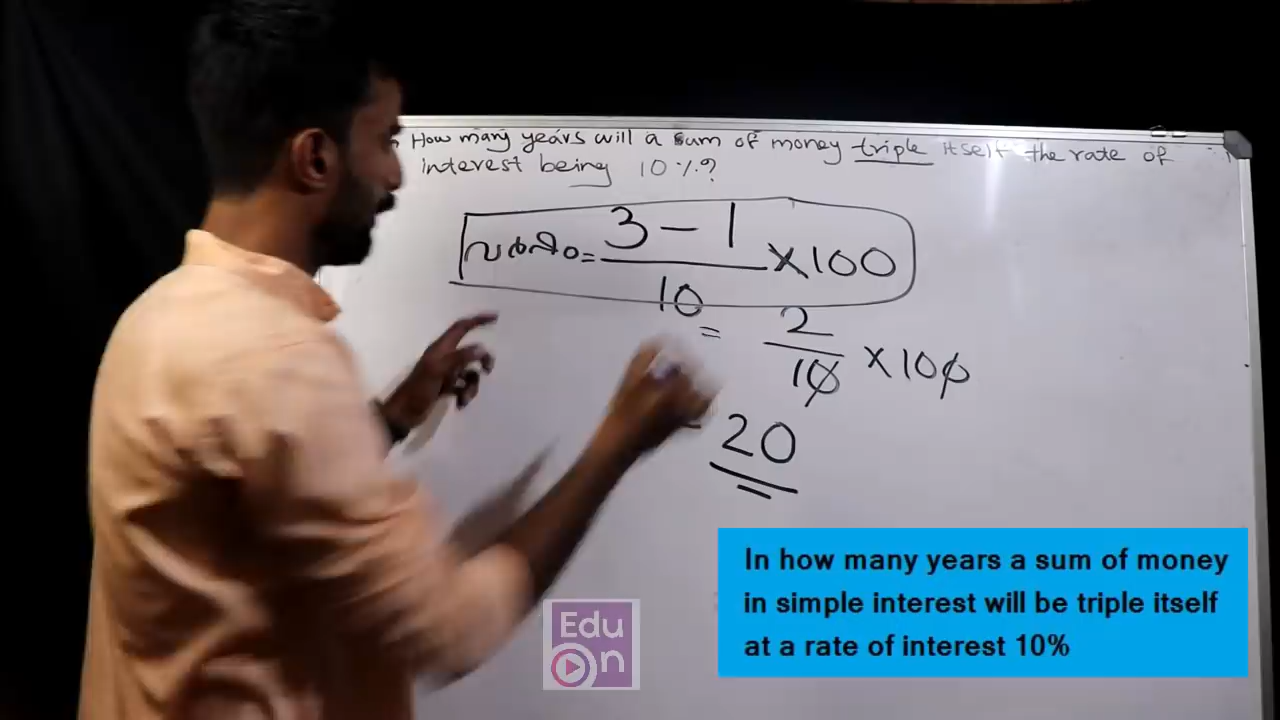 How many years will a sum of money triple itself the rate of
interest being 10%?
വർഷം = 3 - 1 / 10 × 100
= 2 / 10 × 100
20
In how many years a sum of money
in simple interest will be triple itself
at a rate of interest 10%
Edu
On